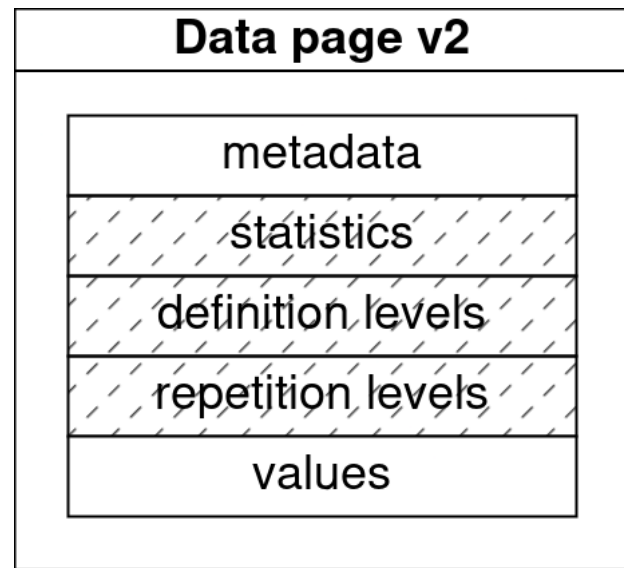 Data page v2
metadata
statistics
definition levels
repetition levels
values